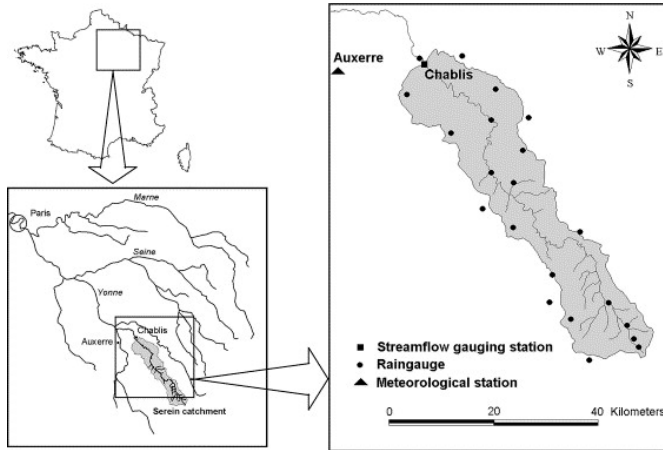 Paris
Marne
Seine
Yonne
Chablis
Auxerre
Serein catchment
Auxerre
Chablis
N
W E
S
Streamflow gauging station
Raingauge
Meteorological station
0 20 40 Kilometers